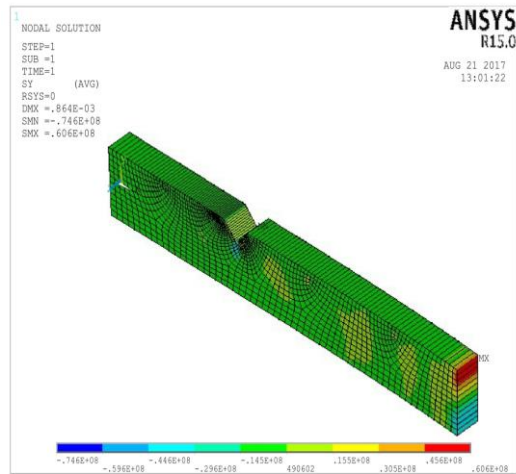 1
NODAL SOLUTION
STEP=1
SUB =1
TIME=1
SY (AVG)
RSYS=0
DMX =.864E-03
SMN =-.746E+08
SMX =.606E+08
ANSYS
R15.0
AUG 21 2017
13:01:22
MX
-.746E+08 -.446E+08 -.145E+08 .155E+08 .456E+08
-.596E+08 -.296E+08 490602 .305E+08 .606E+08